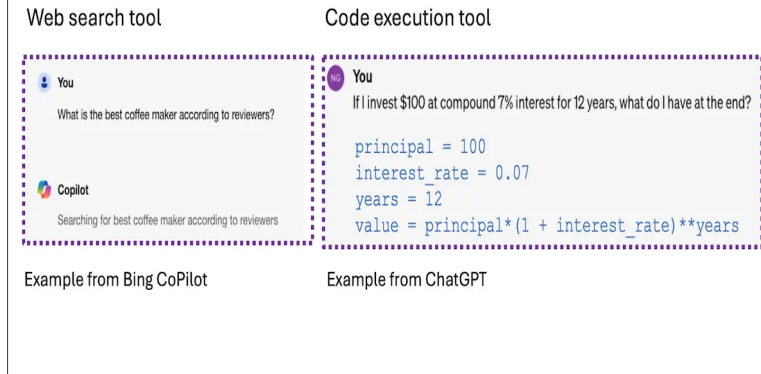 Web search tool
You
What is the best coffee maker according to reviewers?
Copilot
Searching for best coffee maker according to reviewers
Example from Bing CoPilot
Code execution tool
NG You
If I invest $100 at compound 7% interest for 12 years, what do I have at the end?
principal = 100
interest_rate = 0.07
years = 12
value = principal*(1 + interest_rate)**years
Example from ChatGPT